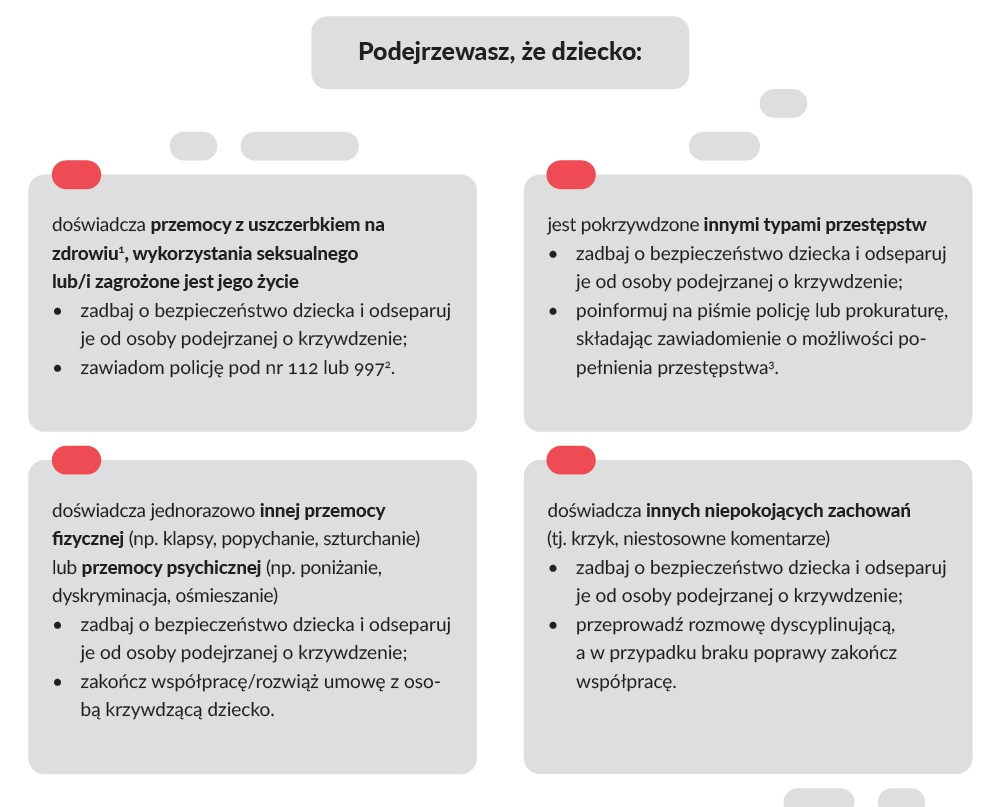 Podejrzewasz, że dziecko:
doświadcza przemocy z uszczerbkiem na
zdrowiu¹, wykorzystania seksualnego
lub/i zagrożone jest jego życie
• zadbaj o bezpieczeństwo dziecka i odseparuj
je od osoby podejrzanej o krzywdzenie;
• zawiadom policję pod nr 112 lub 997².
jest pokrzywdzone innymi typami przestępstw
• zadbaj o bezpieczeństwo dziecka i odseparuj
je od osoby podejrzanej o krzywdzenie;
• poinformuj na piśmie policję lub prokuraturę,
składając zawiadomienie o możliwości po-
pełnienia przestępstwa³.
doświadcza jednorazowo innej przemocy
fizycznej (np. klapsy, popychanie, szturchanie)
lub przemocy psychicznej (np. poniżanie,
dyskryminacja, ośmieszanie)
• zadbaj o bezpieczeństwo dziecka i odseparuj
je od osoby podejrzanej o krzywdzenie;
• zakończ współpracę/rozwiąż umowę z oso-
bą krzywdzącą dziecko.
doświadcza innych niepokojących zachowań
(tj. krzyk, niestosowne komentarze)
• zadbaj o bezpieczeństwo dziecka i odseparuj
je od osoby podejrzanej o krzywdzenie;
• przeprowadź rozmowę dyscyplinującą,
a w przypadku braku poprawy zakończ
współpracę.